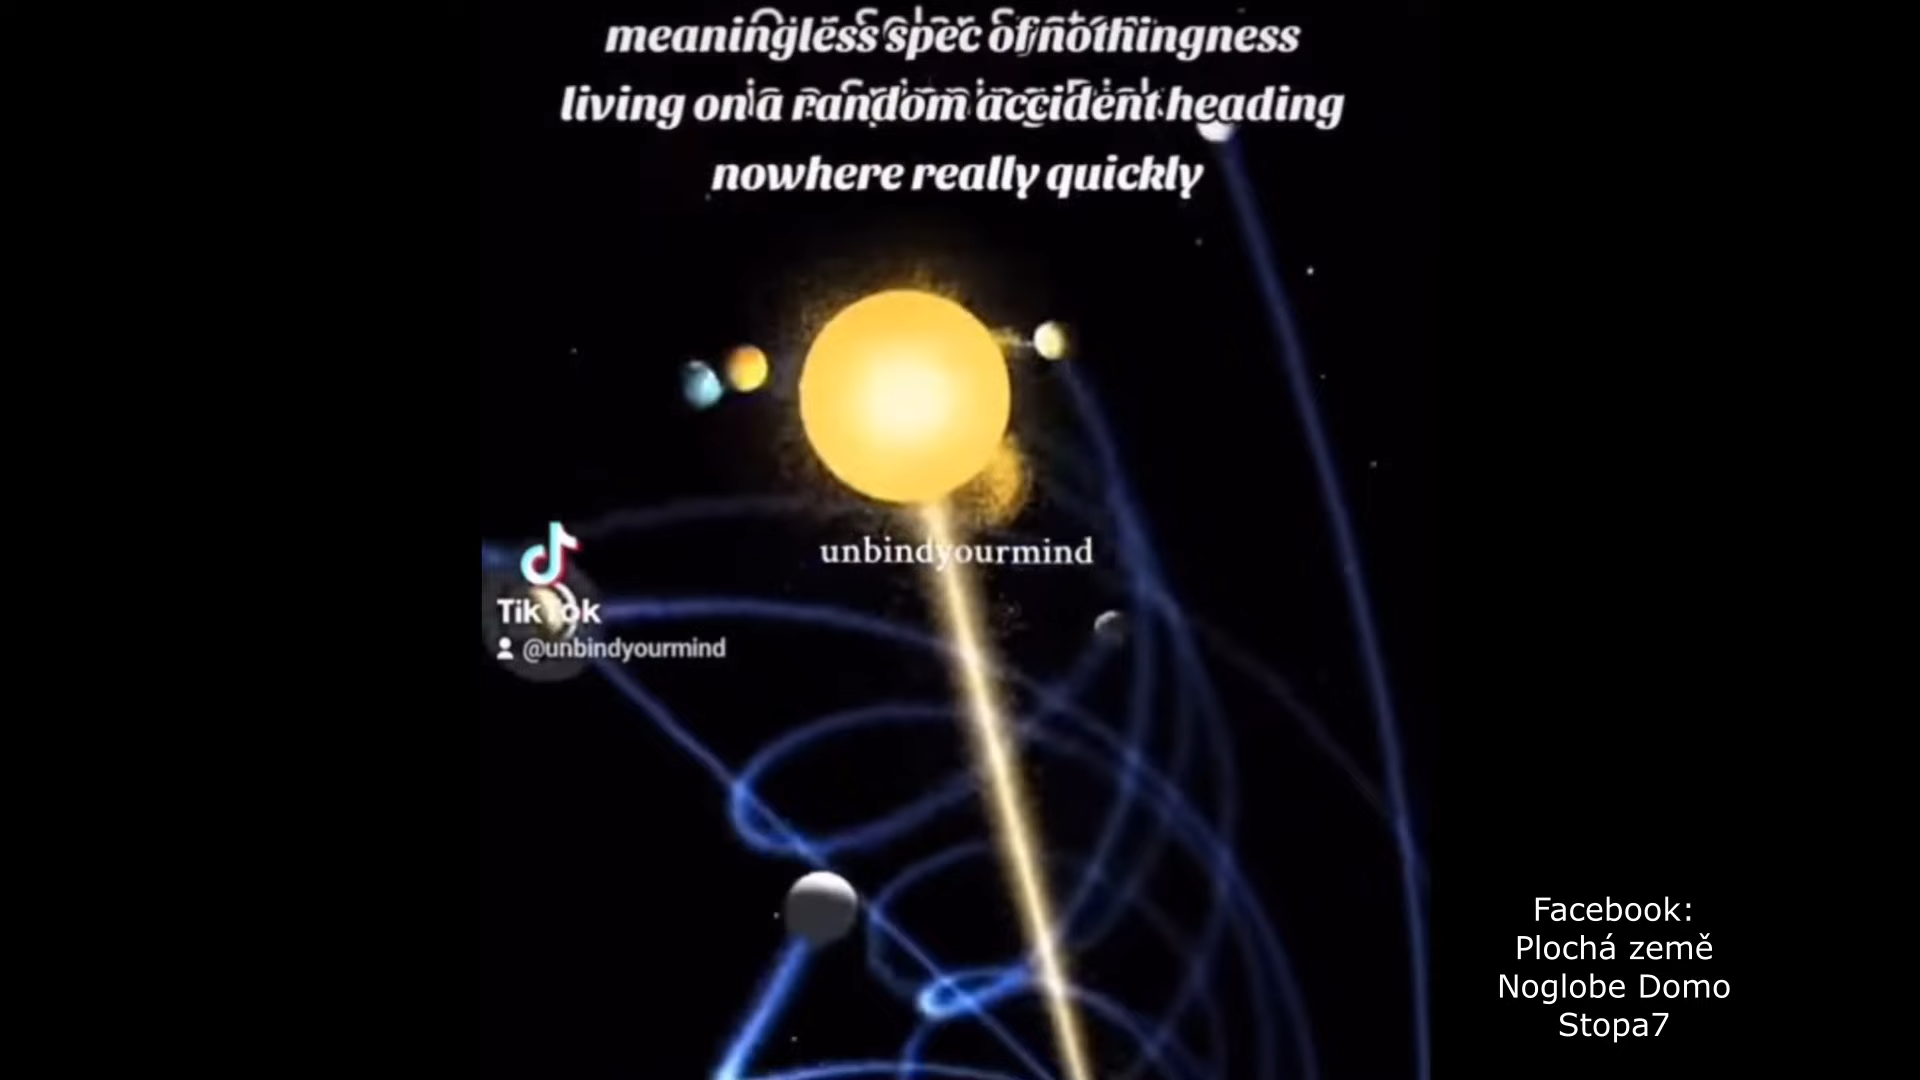 meaningless spec of nothingness
living on a random accident heading
nowhere really quickly
unbindyourmind
TikTok
@unbindyourmind
Facebook:
Plochá země
Noglobe Domo
Stopa7